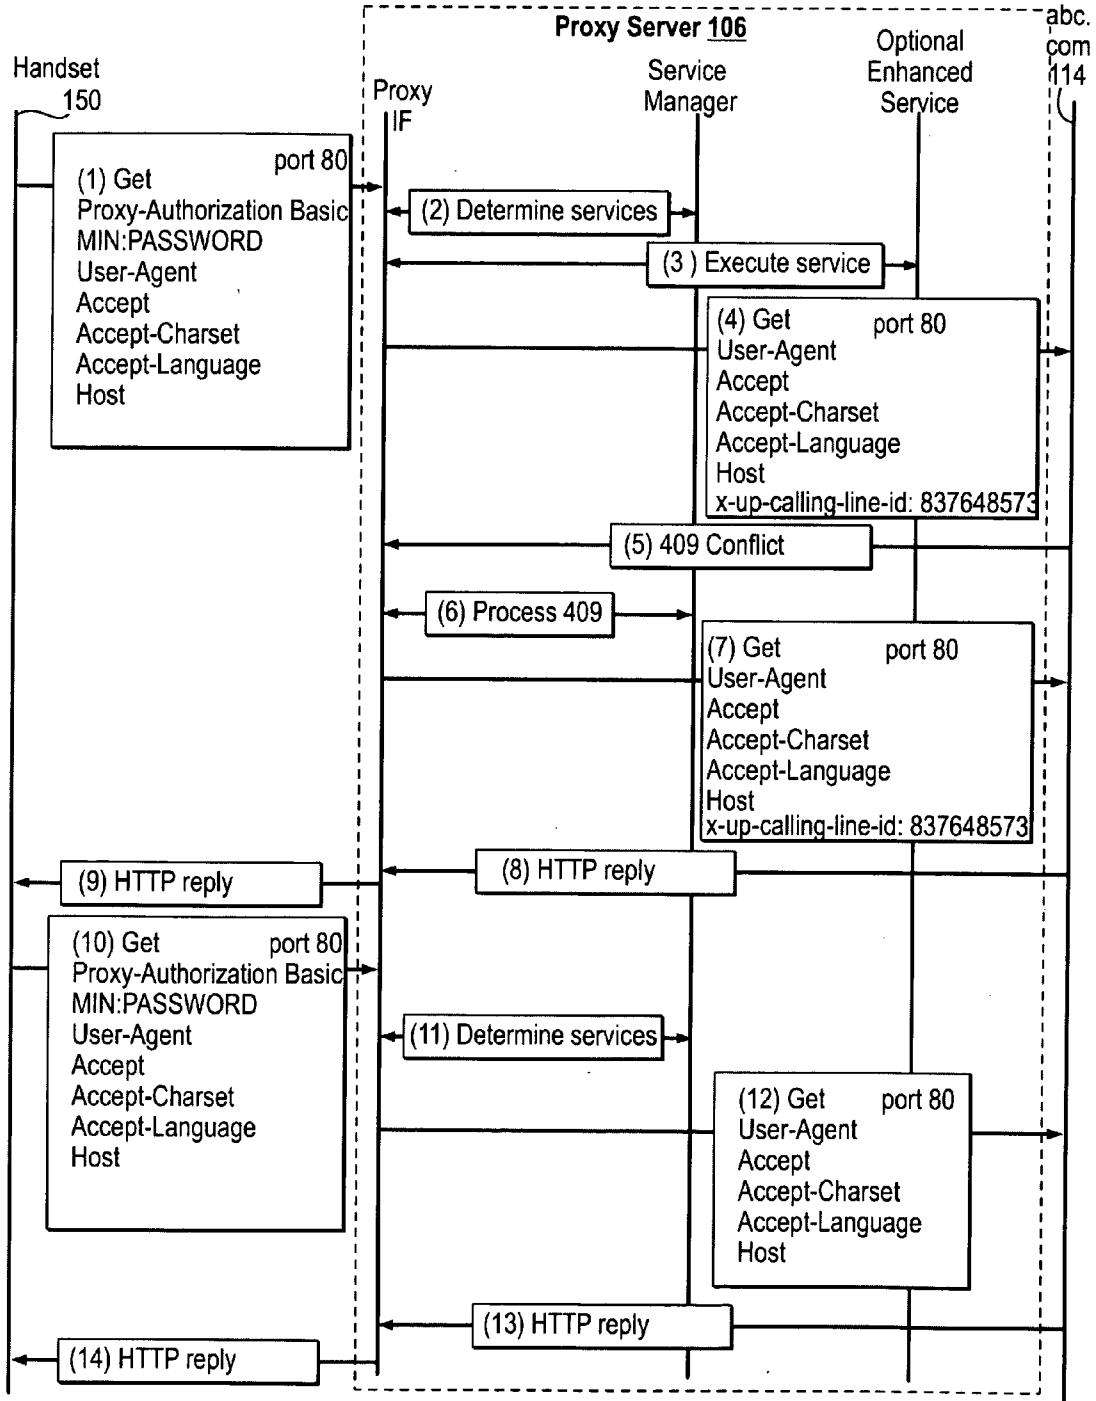 Proxy Server 106
abc.
com
114
Handset
150
Proxy
IF
Service
Manager
Optional
Enhanced
Service
port 80
(1) Get
Proxy-Authorization Basic
MIN:PASSWORD
User-Agent
Accept
Accept-Charset
Accept-Language
Host
(2) Determine services
(3 ) Execute service
(4) Get port 80
User-Agent
Accept
Accept-Charset
Accept-Language
Host
x-up-calling-line-id: 837648573
(5) 409 Conflict
(6) Process 409
(7) Get port 80
User-Agent
Accept
Accept-Charset
Accept-Language
Host
x-up-calling-line-id: 837648573
(8) HTTP reply
(9) HTTP reply
(10) Get port 80
Proxy-Authorization Basic
MIN:PASSWORD
User-Agent
Accept
Accept-Charset
Accept-Language
Host
(11) Determine services
(12) Get port 80
User-Agent
Accept
Accept-Charset
Accept-Language
Host
(13) HTTP reply
(14) HTTP reply